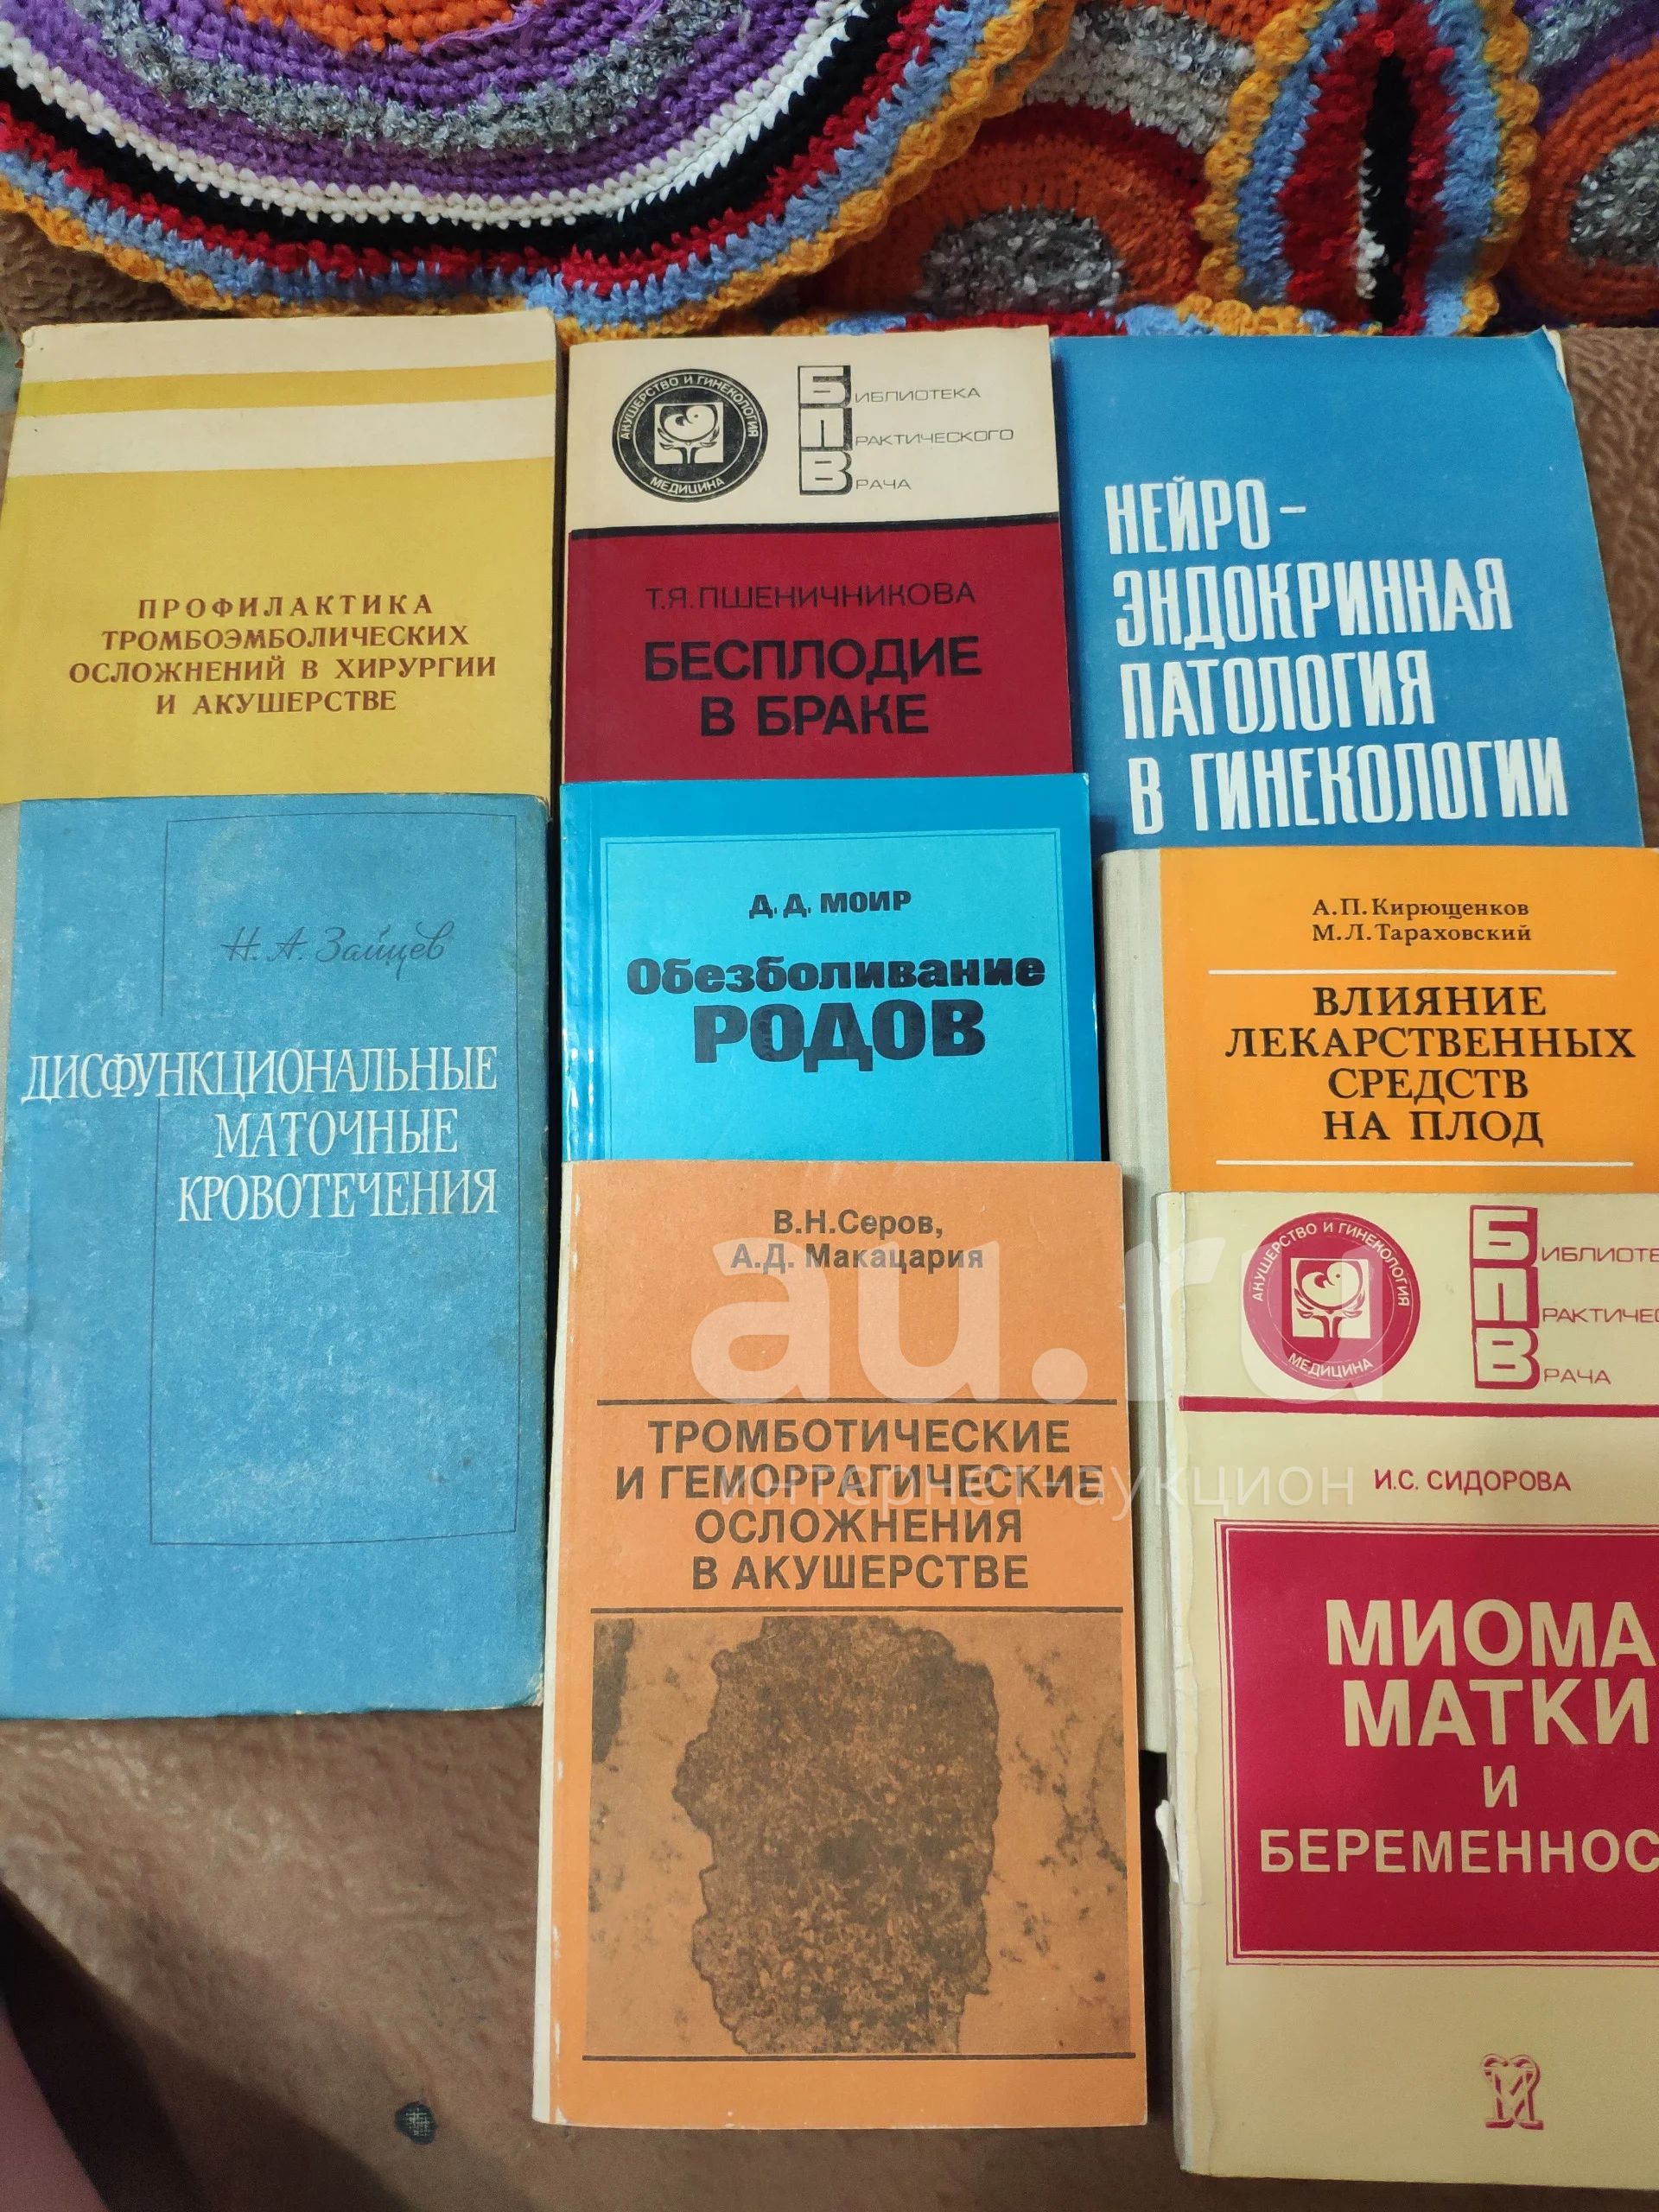 ПРОФИЛАКТИКА
ТРОМБОЭМБОЛИЧЕСКИХ
ОСЛОЖНЕНИЙ В ХИРУРГИИ
И АКУШЕРСТВЕ
Н. А. Зайцев
ДИСФУНКЦИОНАЛЬНЫЕ
МАТОЧНЫЕ
КРОВОТЕЧЕНИЯ
АКУШЕРСТВО И ГИНЕКОЛОГИЯ
МЕДИЦИНА
БИБЛИОТЕКА
ПРАКТИЧЕСКОГО
ВРАЧА
Т.Я.ПШЕНИЧНИКОВА
БЕСПЛОДИЕ
В БРАКЕ
Д. Д. МОИР
Обезболивание
РОДОВ
В.Н.Серов,
А.Д. Макацария
ТРОМБОТИЧЕСКИЕ
И ГЕМОРРАГИЧЕСКИЕ
ОСЛОЖНЕНИЯ
В АКУШЕРСТВЕ
НЕЙРО-
ЭНДОКРИННАЯ
ПАТОЛОГИЯ
В ГИНЕКОЛОГИИ
А.П.Кирющенков
М.Л.Тараховский
ВЛИЯНИЕ
ЛЕКАРСТВЕННЫХ
СРЕДСТВ
НА ПЛОД
АКУШЕРСТВО И ГИНЕКОЛОГИЯ
МЕДИЦИНА
БИБЛИОТЕ
ПРАКТИЧЕС
ВРАЧА
И.С. СИДОРОВА
МИОМА
МАТКИ
И
БЕРЕМЕННОС
au.ru
интернет-аукцион